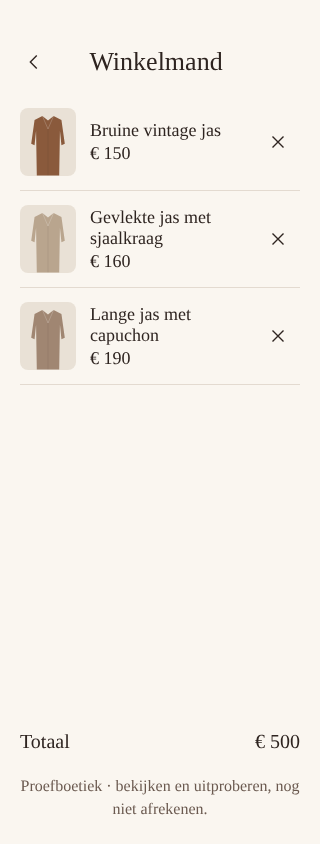 Winkelmand
Bruine vintage jas
€ 150
Gevlekte jas met
sjaalkraag
€ 160
Lange jas met
capuchon
€ 190
Totaal € 500
Proefboetiek · bekijken en uitproberen, nog
niet afrekenen.